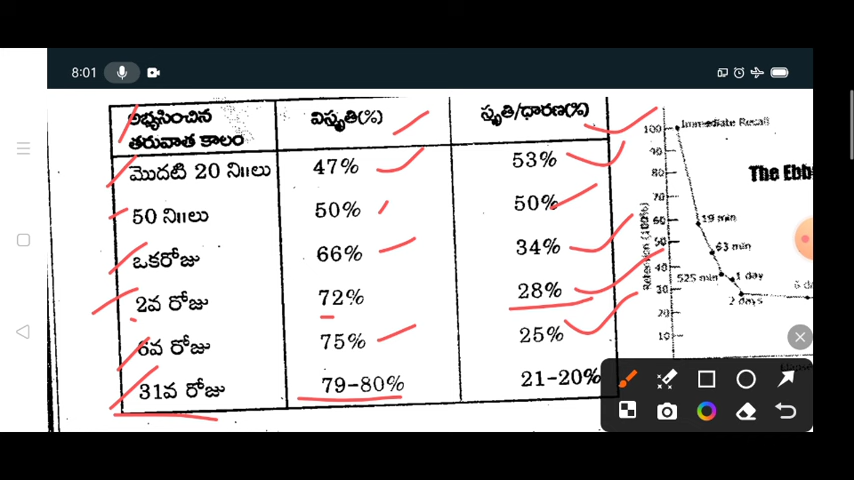 8:01
అభ్యసించిన తరువాత కాలం విస్మృతి(%) స్మృతి/ధారణ(%)
మొదటి 20 ని॥లు 47% 53%
50 ని॥లు 50% 50%
ఒకరోజు 66% 34%
2వ రోజు 72% 28%
6వ రోజు 75% 25%
31వ రోజు 79-80% 21-20%
The Ebb
Retention (100%)
100
90
80
70
60
50
40
30
20
10
Immediate Recall
19 min
63 min
525 min
1 day
2 days
6 d